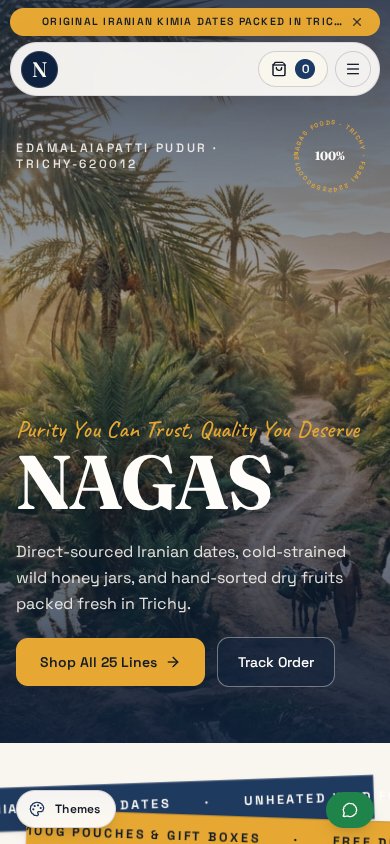 ORIGINAL IRANIAN KIMIA DATES PACKED IN TRIC…
N
0
EDAMALAIAPATTI PUDUR ·
TRICHY-620012
100%
Purity You Can Trust, Quality You Deserve
NAGAS
Direct-sourced Iranian dates, cold-strained
wild honey jars, and hand-sorted dry fruits
packed fresh in Trichy.
Shop All 25 Lines →
Track Order
DATES · UNHEATED
Themes
100G POUCHES & GIFT BOXES · FREE